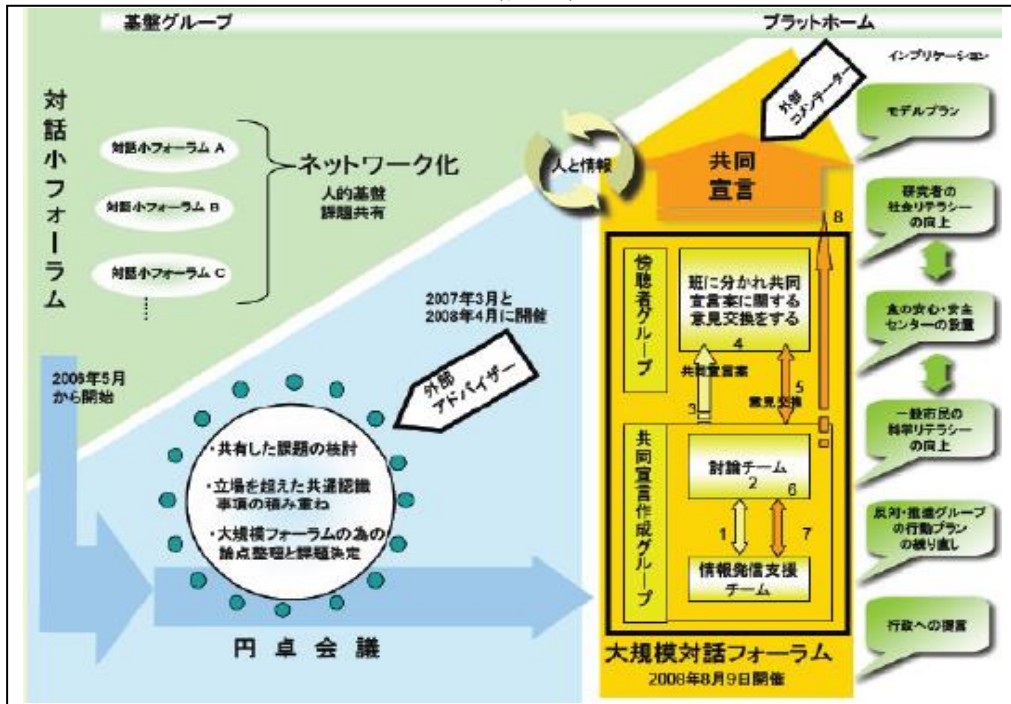 基盤グループ
プラットホーム
インプリケーション
対話小フォーラム
対話小フォーラム A
対話小フォーラム B
対話小フォーラム C
ネットワーク化
人的基盤
課題共有
人と情報
2006年5月
から開始
2007年3月と
2008年4月に開催
外部
アドバイザー
・共有した課題の検討
・立場を超えた共通認識
事項の積み重ね
・大規模フォーラムの為の
論点整理と課題決定
円卓会議
外部
コメンテーター
共同
宣言
8
傍聴者グループ
班に分かれ共同
宣言案に関する
意見交換をする
4
共同宣言案
3
5
意見交換
共同宣言作成グループ
討論チーム
2
6
1
7
情報発信支援
チーム
大規模対話フォーラム
2008年8月9日開催
モデルプラン
研究者の
社会リテラシー
の向上
食の安心・安全
センターの設置
一般市民の
科学リテラシー
の向上
反対・推進グループ
の行動プラン
の練り直し
行政への提言